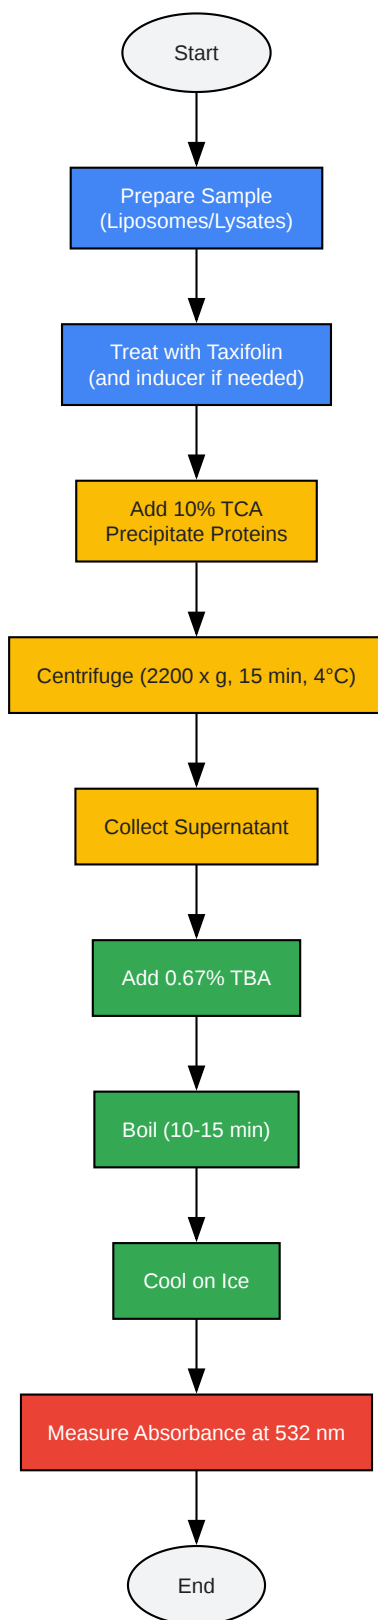 Start
Prepare Sample
(Liposomes/Lysates)
Treat with Taxifolin
(and inducer if needed)
Add 10% TCA
Precipitate Proteins
Centrifuge (2200 x g, 15 min, 4°C)
Collect Supernatant
Add 0.67% TBA
Boil (10-15 min)
Cool on Ice
Measure Absorbance at 532 nm
End